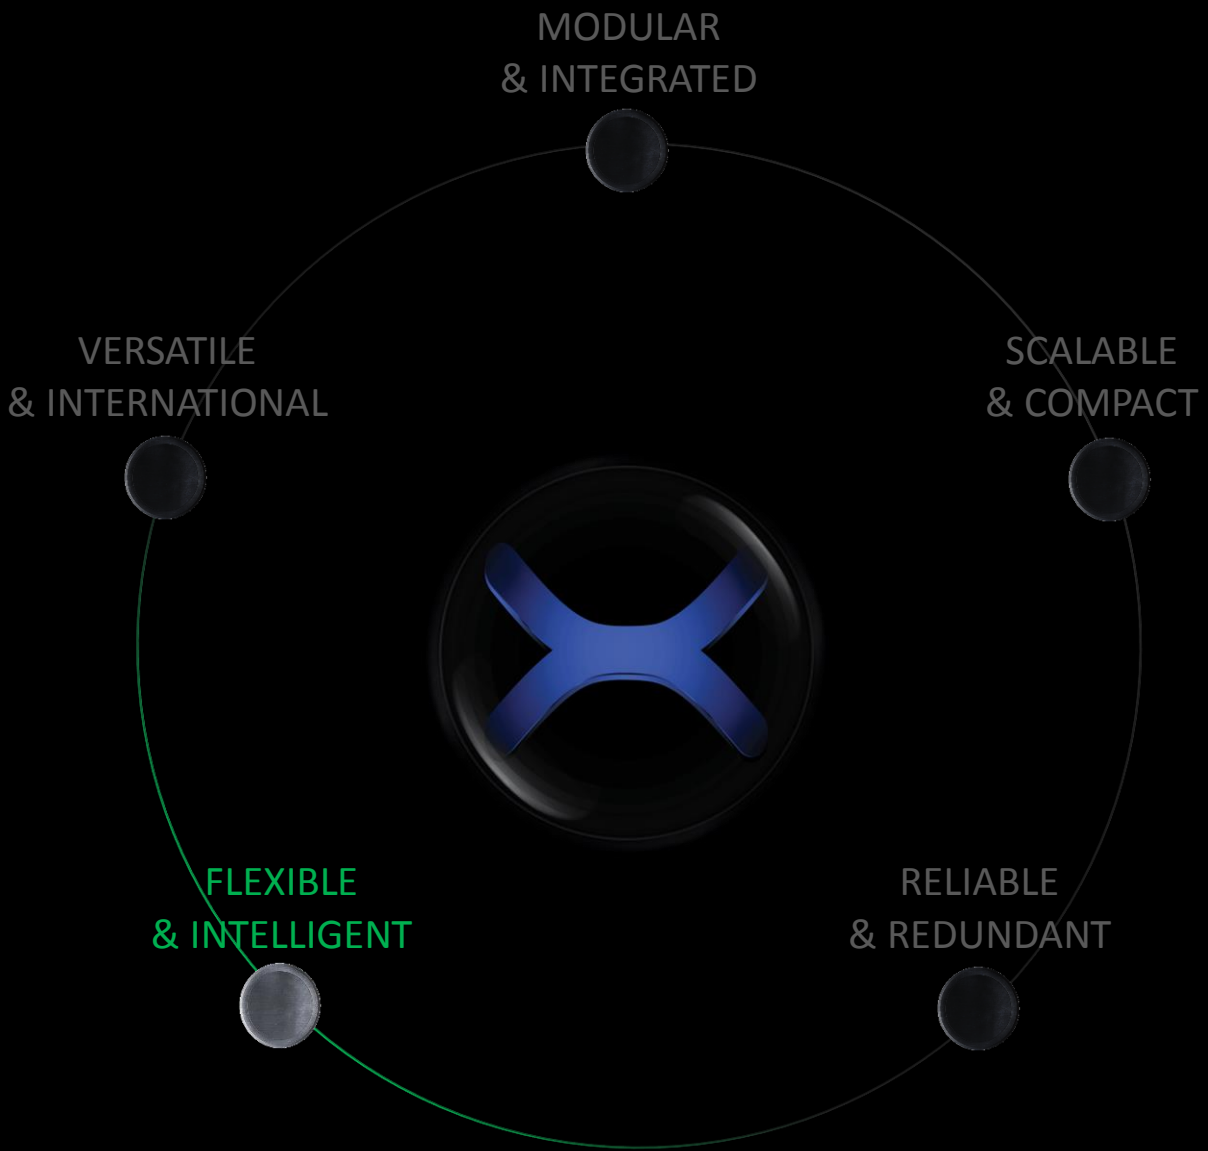 MODULAR
& INTEGRATED
VERSATILE
& INTERNATIONAL
SCALABLE
& COMPACT
FLEXIBLE
& INTELLIGENT
RELIABLE
& REDUNDANT